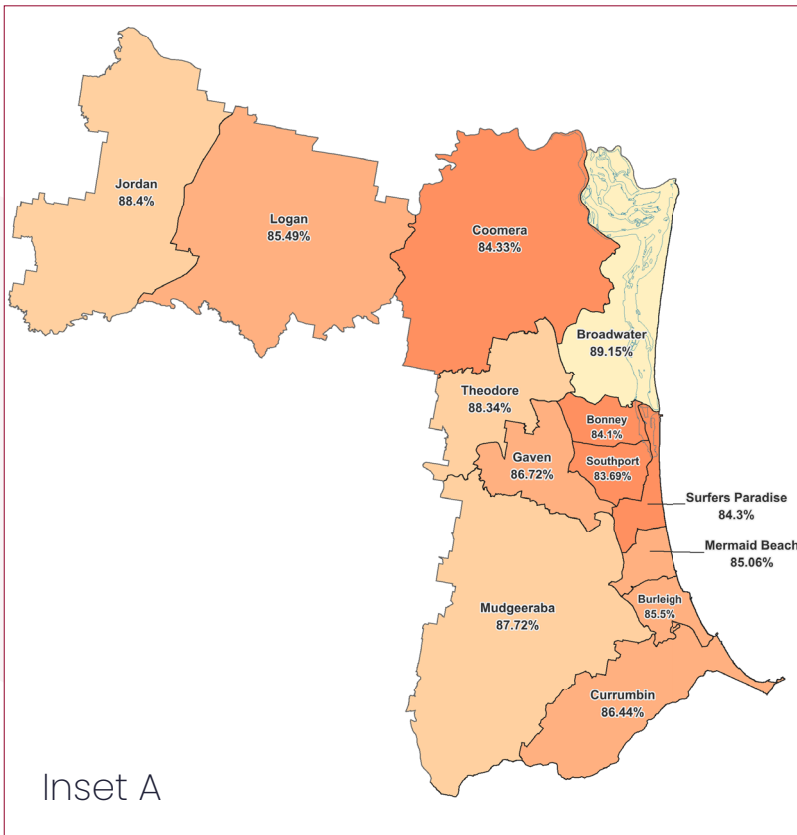 Jordan
88.4%
Logan
85.49%
Coomera
84.33%
Broadwater
89.15%
Theodore
88.34%
Bonney
84.1%
Gaven
86.72%
Southport
83.69%
Surfers Paradise
84.3%
Mermaid Beach
85.06%
Burleigh
85.5%
Mudgeeraba
87.72%
Currumbin
86.44%
Inset A